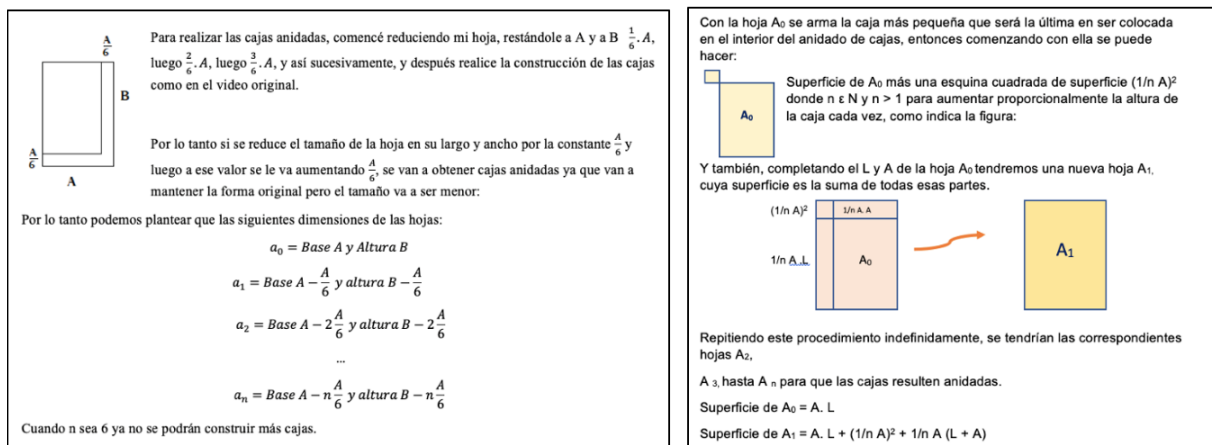 A/6
B
A/6
A
Para realizar las cajas anidadas, comencé reduciendo mi hoja, restándole a A y a B 1/6 . A,
luego 2/6 . A, luego 3/6 . A, y así sucesivamente, y después realice la construcción de las cajas
como en el video original.
Por lo tanto si se reduce el tamaño de la hoja en su largo y ancho por la constante A/6 y
luego a ese valor se le va aumentando A/6, se van a obtener cajas anidadas ya que van a
mantener la forma original pero el tamaño va a ser menor:
Por lo tanto podemos plantear que las siguientes dimensiones de las hojas:
a₀ = Base A y Altura B
a₁ = Base A − A/6 y altura B − A/6
a₂ = Base A − 2 A/6 y altura B − 2 A/6
...
aₙ = Base A − n A/6 y altura B − n A/6
Cuando n sea 6 ya no se podrán construir más cajas.
Con la hoja A₀ se arma la caja más pequeña que será la última en ser colocada
en el interior del anidado de cajas, entonces comenzando con ella se puede
hacer:
A₀
Superficie de A₀ más una esquina cuadrada de superficie (1/n A)²
donde n ε N y n > 1 para aumentar proporcionalmente la altura de
la caja cada vez, como indica la figura:
Y también, completando el L y A de la hoja A₀ tendremos una nueva hoja A₁,
cuya superficie es la suma de todas esas partes.
(1/n A)²
1/n A. A
1/n A .L
A₀
A₁
Repitiendo este procedimiento indefinidamente, se tendrían las correspondientes
hojas A₂,
A ₃, hasta A ₙ para que las cajas resulten anidadas.
Superficie de A₀ = A. L
Superficie de A₁ = A. L + (1/n A)² + 1/n A (L + A)